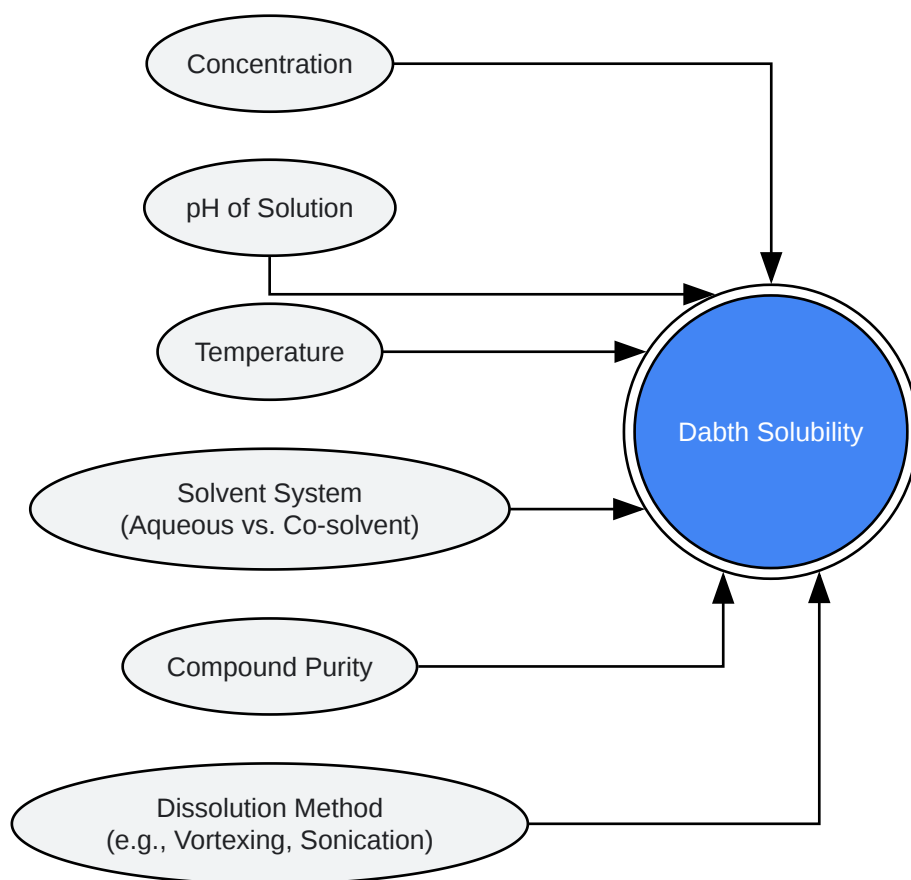 Concentration
pH of Solution
Temperature
Dabth Solubility
Solvent System
(Aqueous vs. Co-solvent)
Compound Purity
Dissolution Method
(e.g., Vortexing, Sonication)